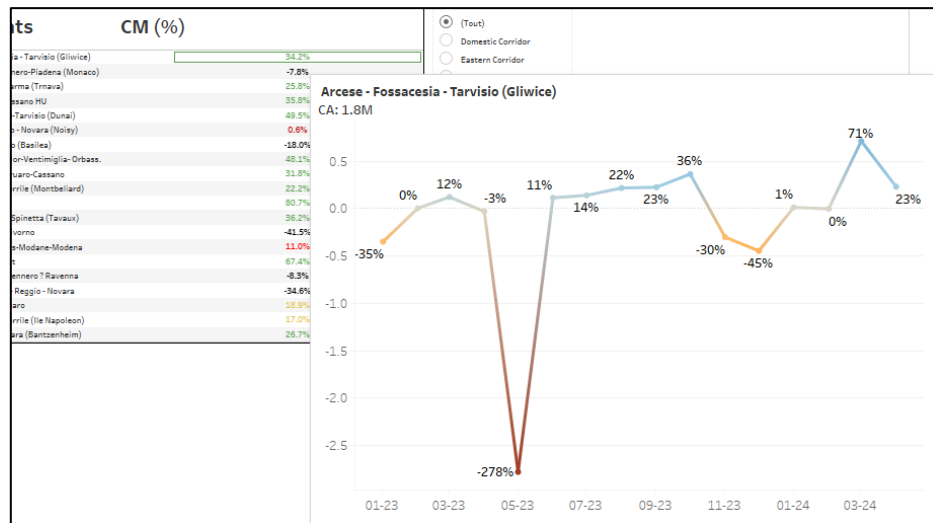 its CM (%)
ia - Tarvisio (Gliwice) 34.2%
nero-Piadena (Monaco) -7.8%
arma (Trnava) 25.8%
ssano HU 35.8%
-Tarvisio (Dunai) 49.5%
o - Novara (Noisy) 0.6%
o (Basilea) -18.0%
or-Ventimiglia- Orbass. 48.1%
ruaro-Cassano 31.8%
rrile (Montbeliard) 22.2%
80.7%
Spinetta (Tavaux) 36.2%
vorno -41.5%
s-Modane-Modena 11.0%
t 67.4%
ennero ? Ravenna -8.3%
- Reggio - Novara -34.6%
aro 18.9%
rrile (Ile Napoleon) 17.0%
ara (Bantzenheim) 26.7%
(Tout)
Domestic Corridor
Eastern Corridor
Arcese - Fossacesia - Tarvisio (Gliwice)
CA: 1.8M
71%
36%
22%
12%
11%
0%
-3%
14%
23%
1%
0%
23%
-35%
-30%
-45%
-278%
0.5
0.0
-0.5
-1.0
-1.5
-2.0
-2.5
01-23 03-23 05-23 07-23 09-23 11-23 01-24 03-24